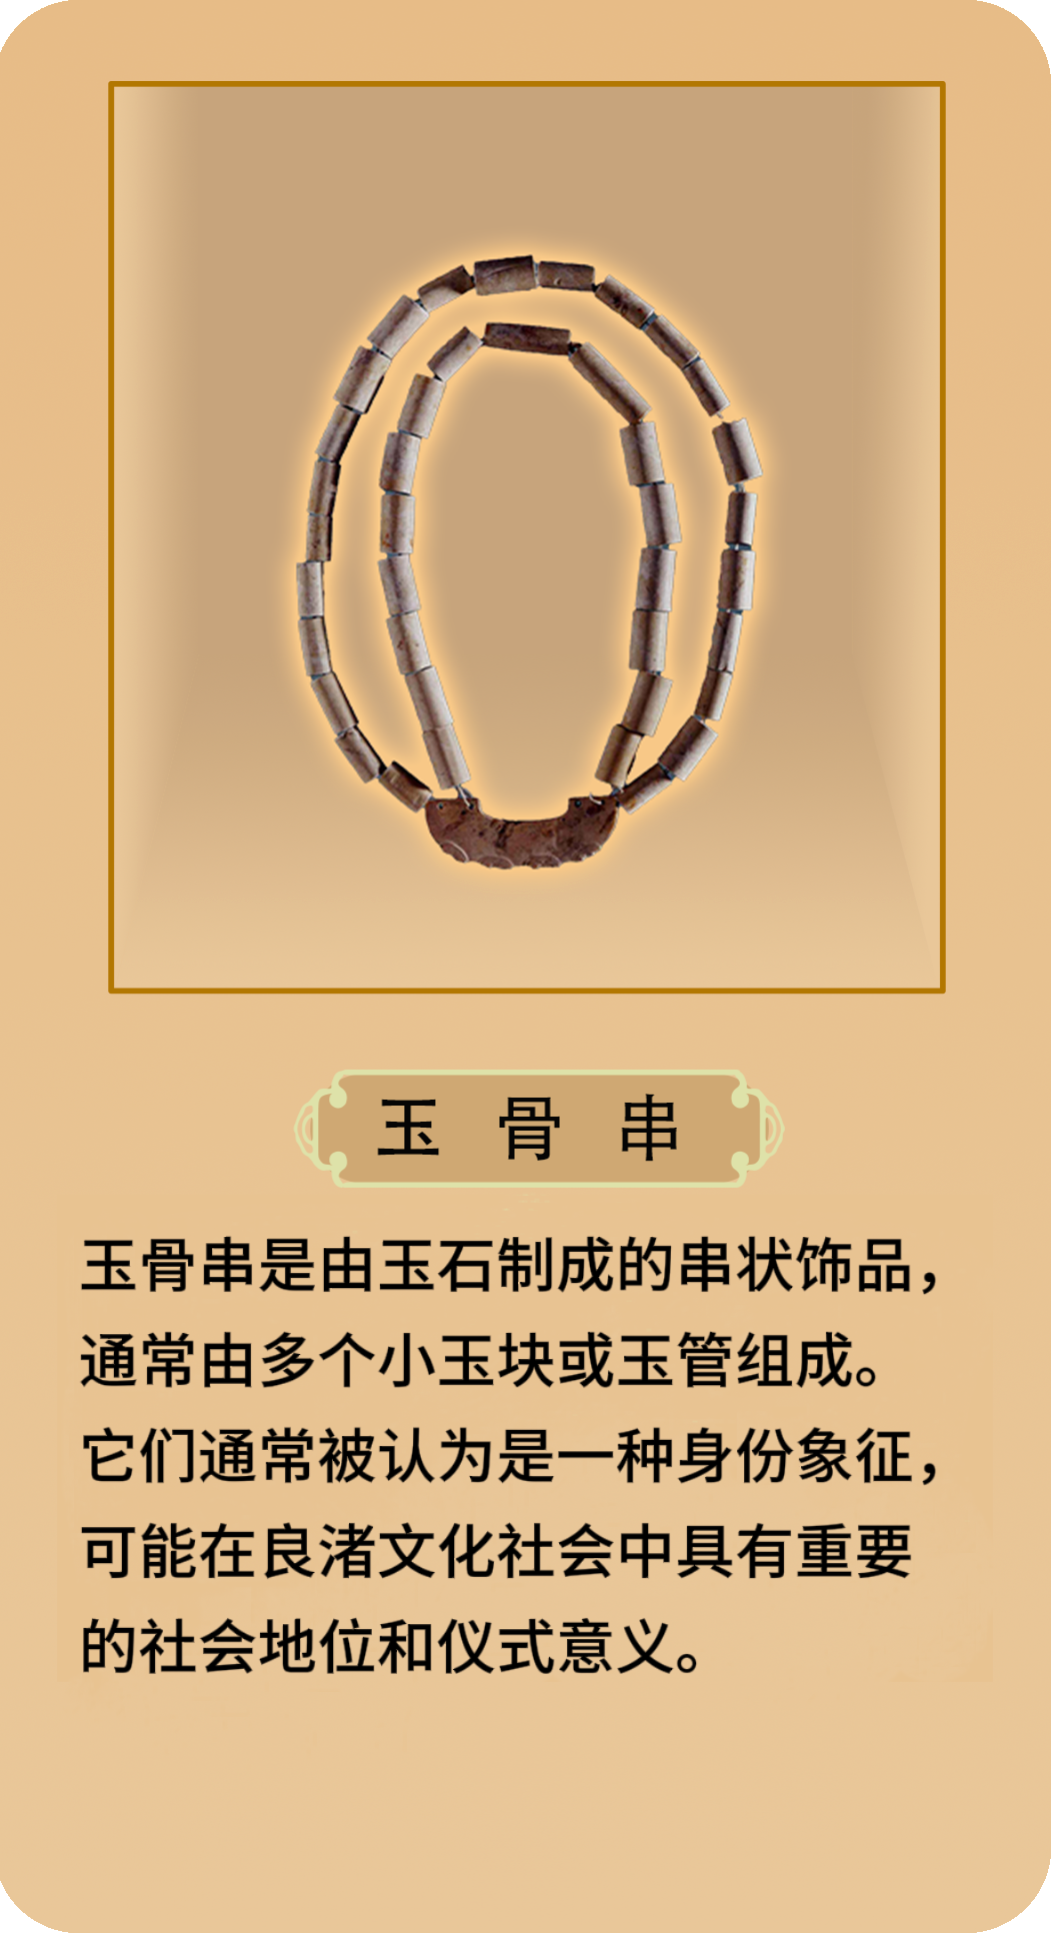 玉骨串
玉骨串是由玉石制成的串状饰品，
通常由多个小玉块或玉管组成。
它们通常被认为是一种身份象征，
可能在良渚文化社会中具有重要
的社会地位和仪式意义。